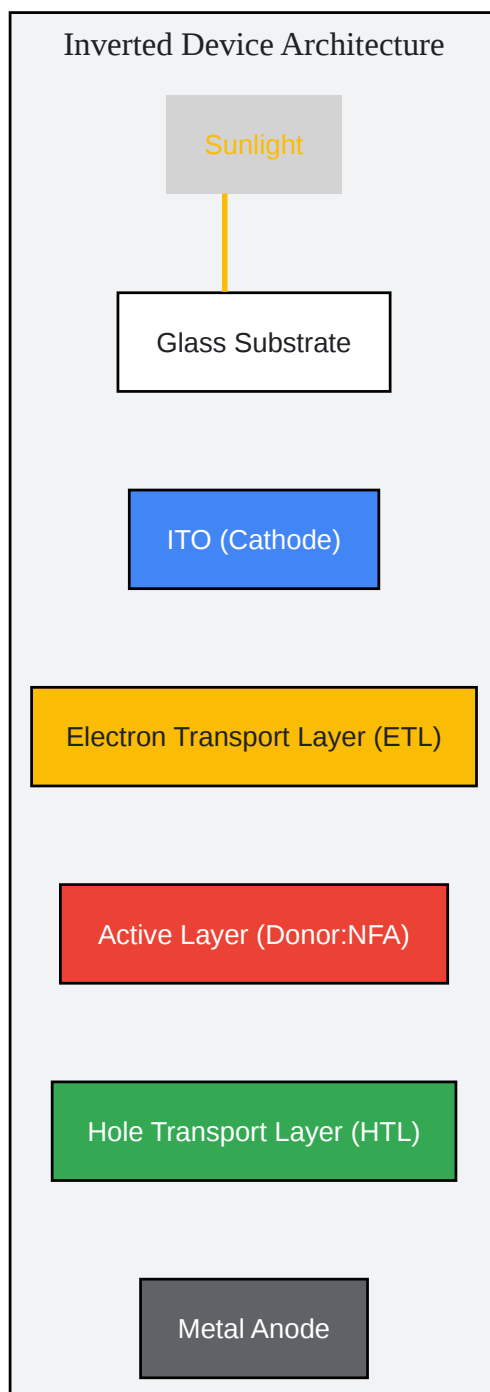 Inverted Device Architecture
Sunlight
Glass Substrate
ITO (Cathode)
Electron Transport Layer (ETL)
Active Layer (Donor:NFA)
Hole Transport Layer (HTL)
Metal Anode